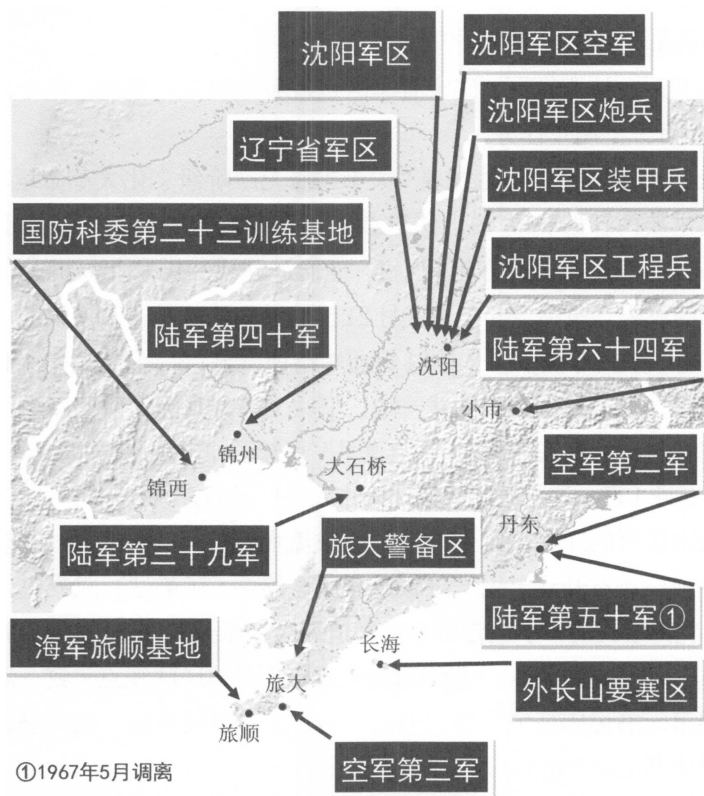 沈阳军区
沈阳军区空军
沈阳军区炮兵
辽宁省军区
沈阳军区装甲兵
国防科委第二十三训练基地
沈阳军区工程兵
陆军第四十军
陆军第六十四军
沈阳
小市
锦州
大石桥
空军第二军
锦西
丹东
陆军第三十九军
旅大警备区
陆军第五十军①
海军旅顺基地
长海
外长山要塞区
旅大
旅顺
空军第三军
①1967年5月调离